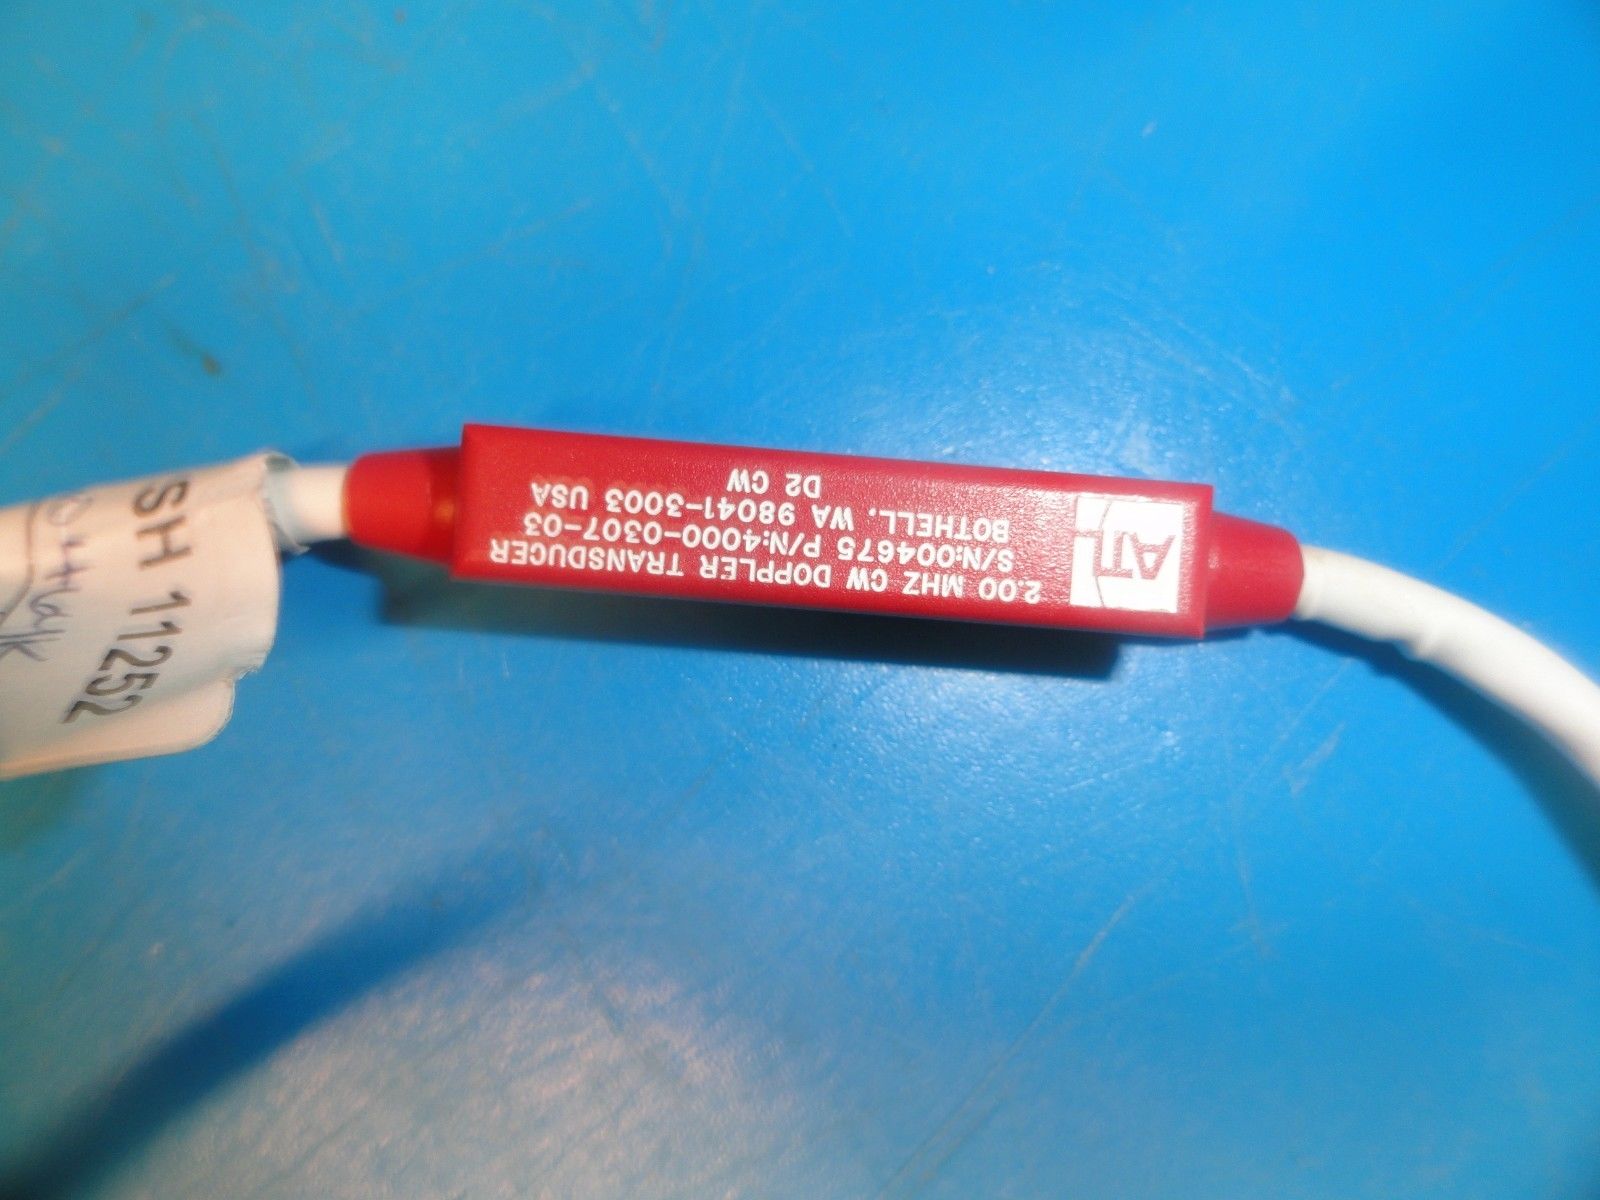 ATL
2.00 MHZ CW DOPPLER TRANSDUCER
S/N:004675 P/N:4000-0307-03
BOTHELL, WA 98041-3003 USA
D2 CW
SH 11252